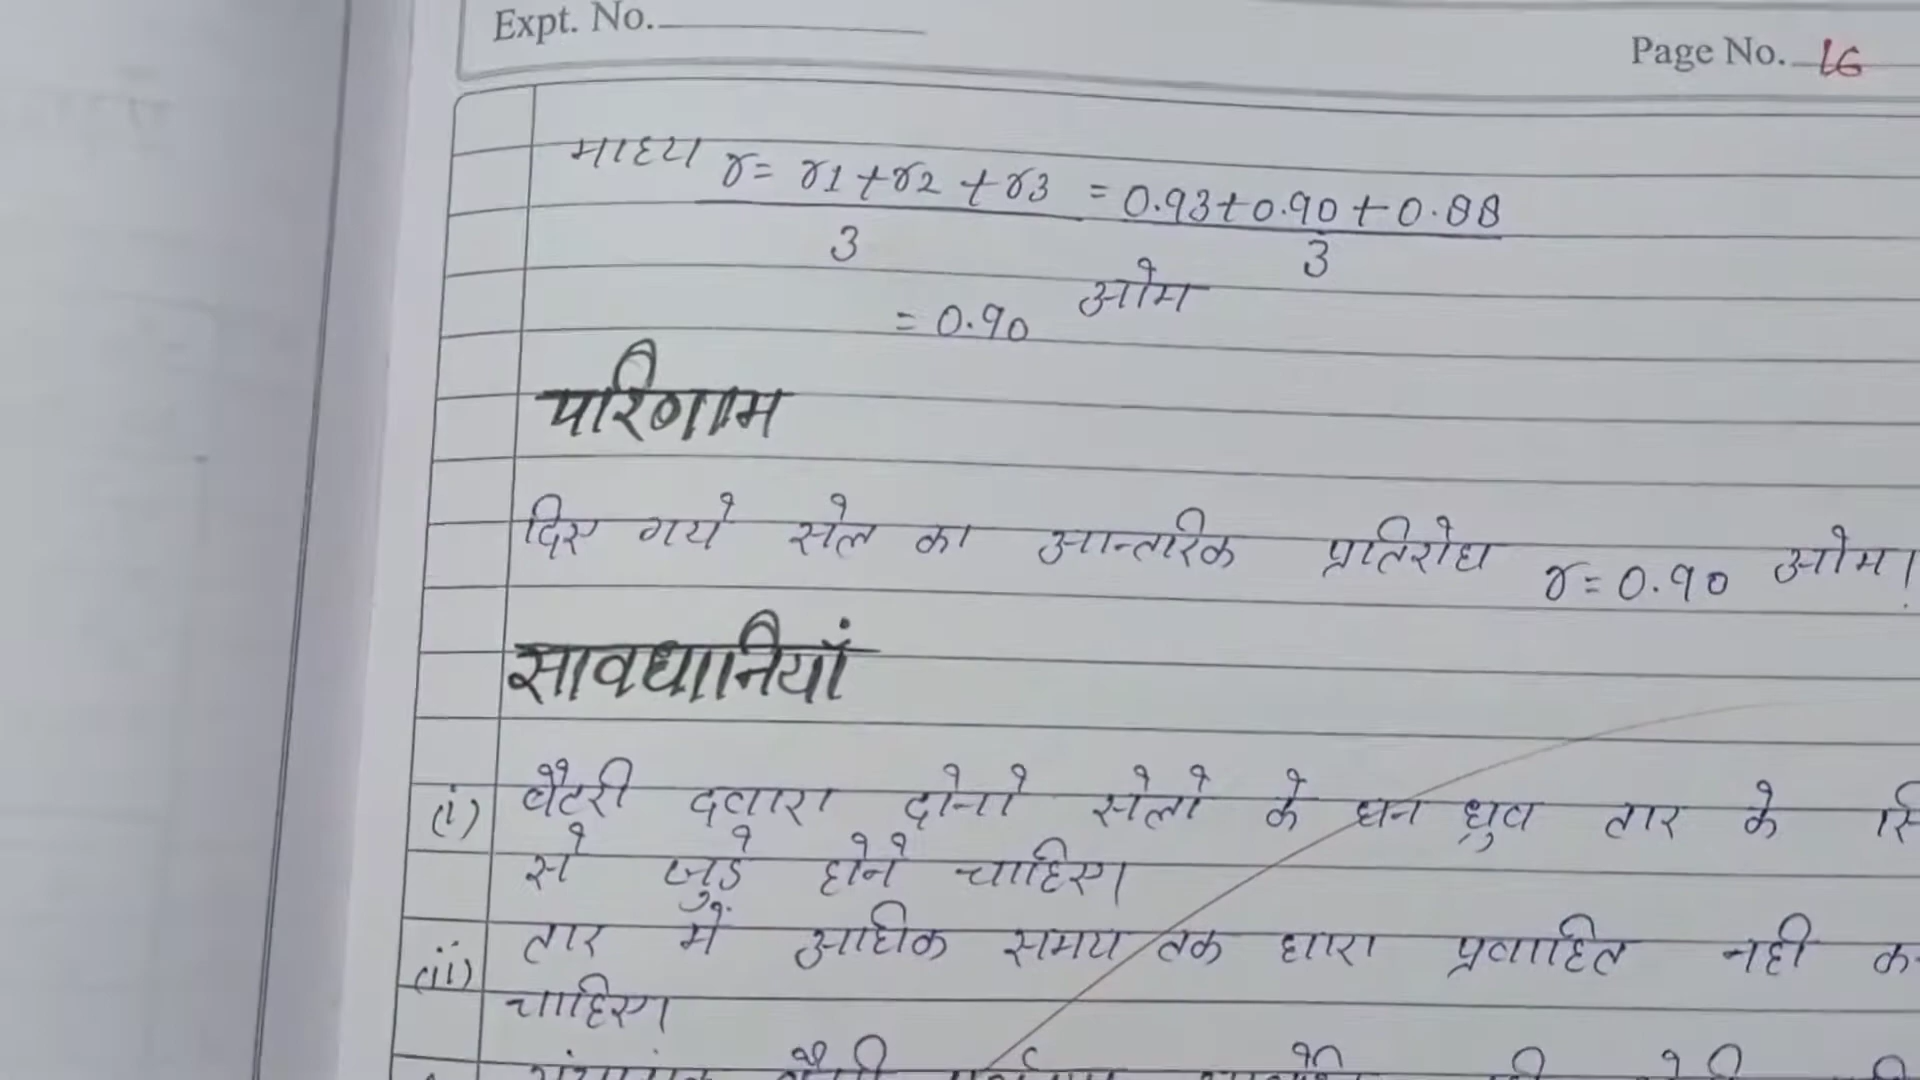 Expt. No.
Page No. 16
माध्य r = r1+r2+r3 = 0.93+0.90+0.88
3 3
= 0.90 ओम
परिणाम
दिए गये सेल का आन्तरिक प्रतिरोध r=0.90 ओम।
सावधानियाँ
(i) बैटरी दवारा दोनो सेलो के धन ध्रुव तार के
से जुडे होने चाहिए।
(ii) तार में अधिक समय तक धारा प्रवाहित नही
चाहिए।